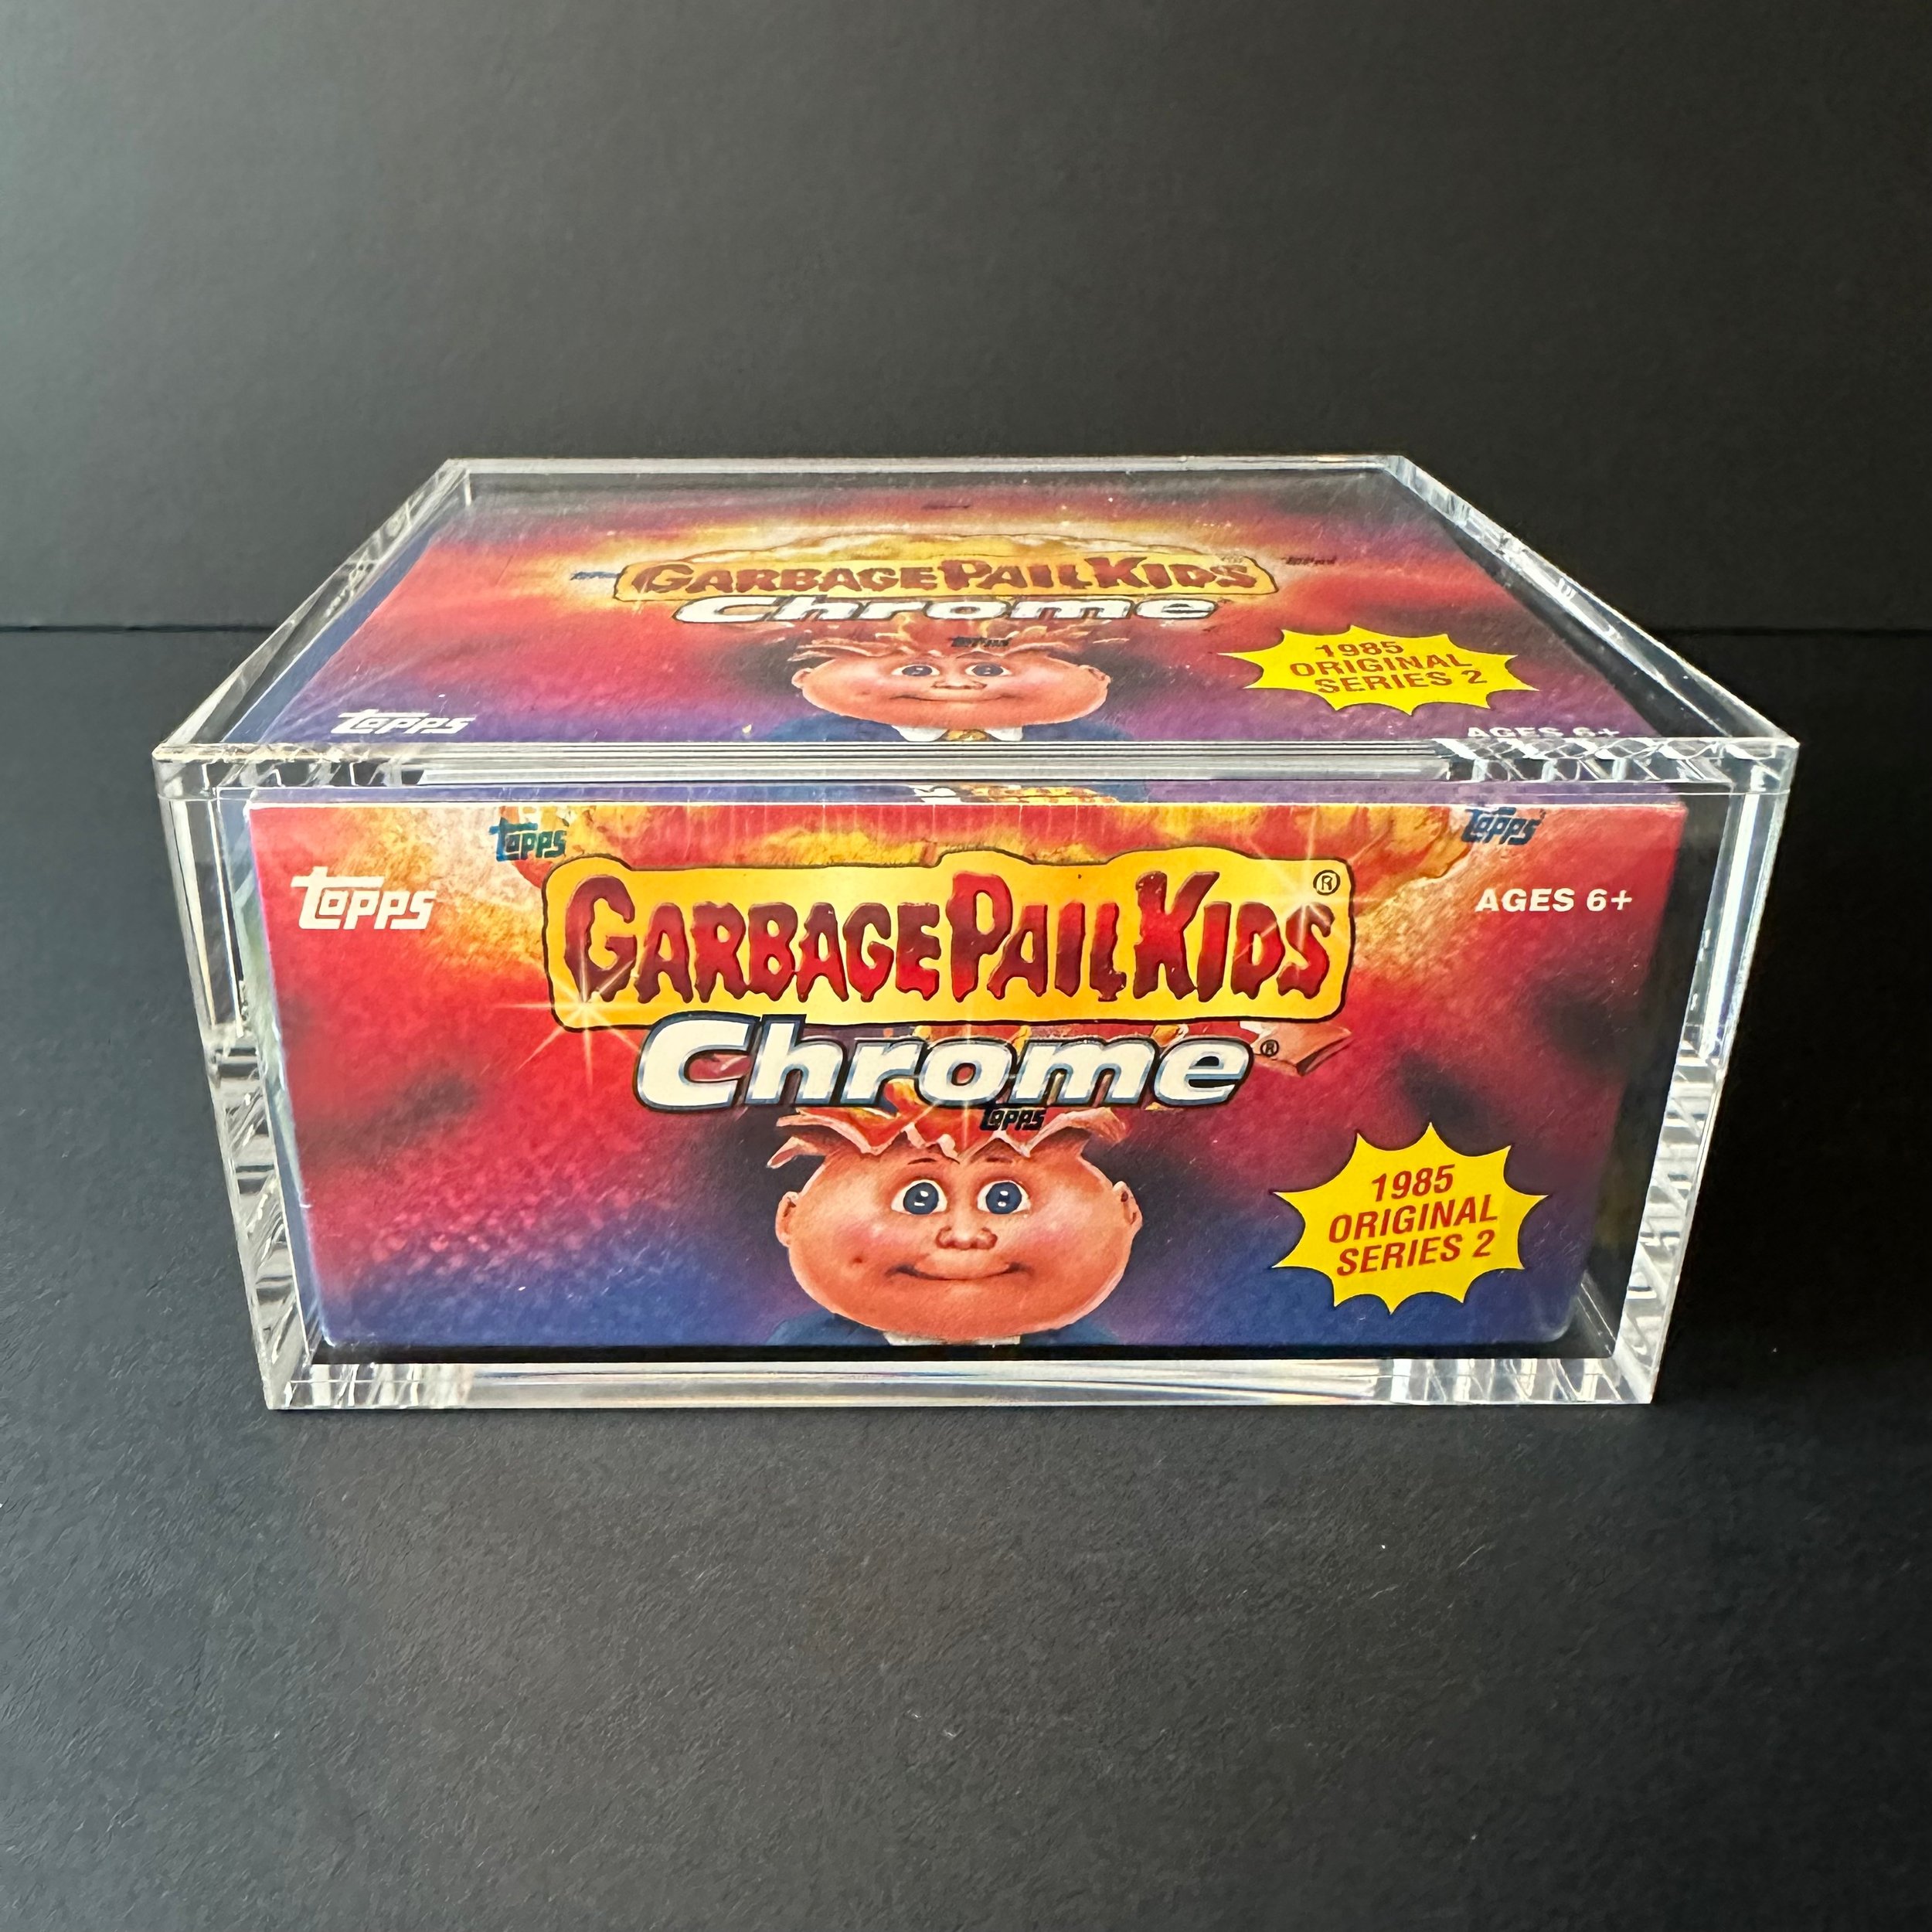 GARBAGE PAIL KIDS
Chrome
Topps
1985
ORIGINAL
SERIES 2
Topps
AGES 6+
Topps
Topps
Topps
GARBAGE PAIL KIDS®
AGES 6+
Chrome®
Topps
1985
ORIGINAL
SERIES 2